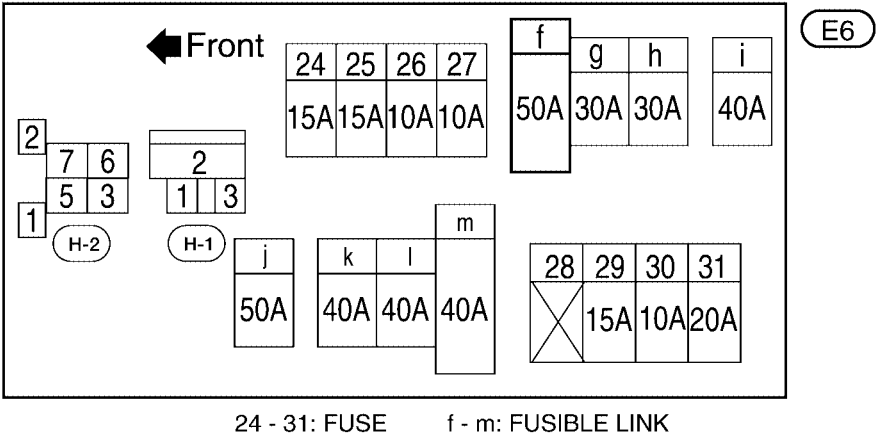 E6
Front
24 25 26 27
15A 15A 10A 10A
f g h i
50A 30A 30A 40A
2
7 6
5 3
1
H-2
2
1 3
H-1
j k l m
50A 40A 40A 40A
28 29 30 31
15A 10A 20A
24 - 31: FUSE f - m: FUSIBLE LINK